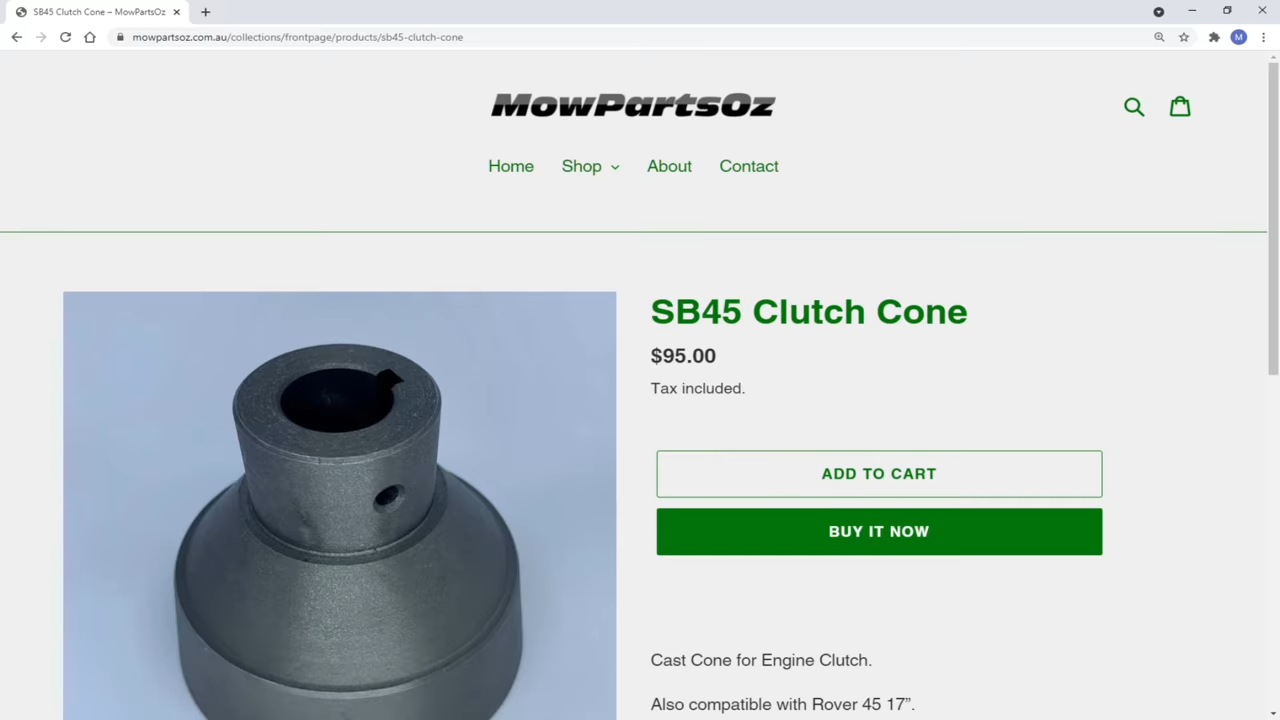 SB45 Clutch Cone – MowPartsOz
mowpartsoz.com.au/collections/frontpage/products/sb45-clutch-cone
M
MowPartsOz
Home Shop About Contact
SB45 Clutch Cone
$95.00
Tax included.
ADD TO CART
BUY IT NOW
Cast Cone for Engine Clutch.
Also compatible with Rover 45 17”.